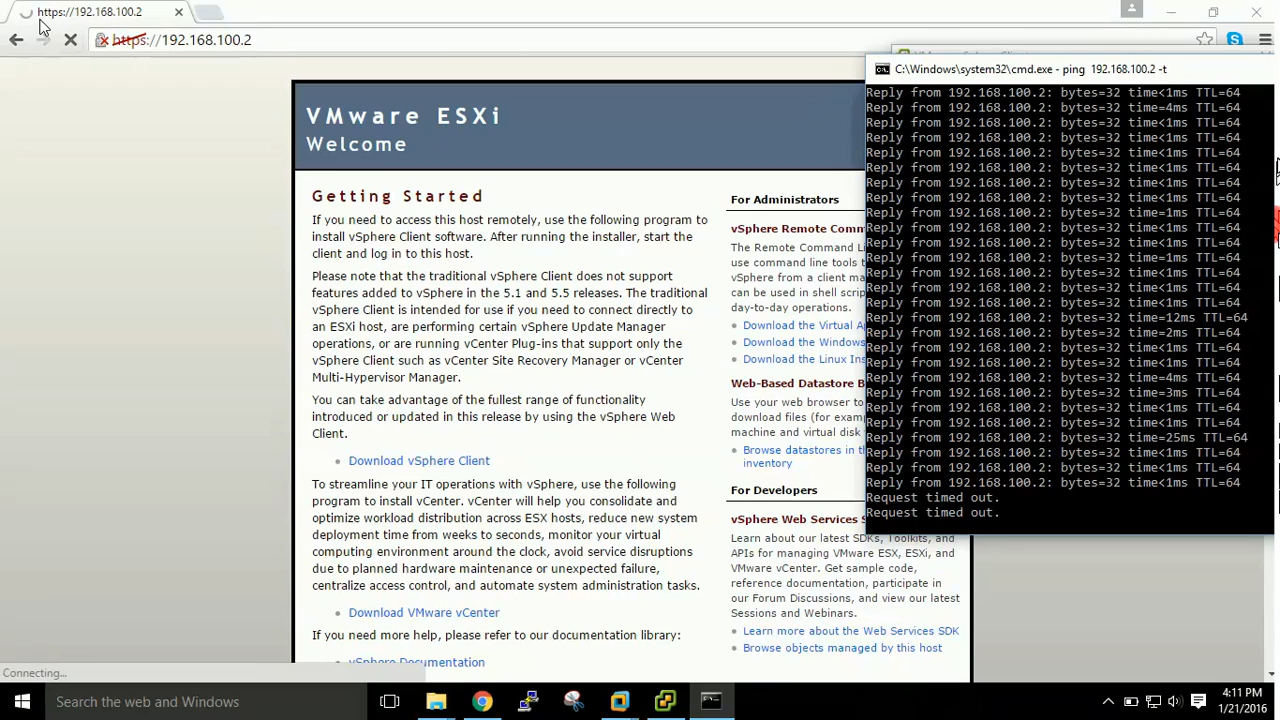 https://192.168.100.2
https://192.168.100.2
C:\Windows\system32\cmd.exe - ping  192.168.100.2 -t
VMware ESXi
Welcome
Getting Started
If you need to access this host remotely, use the following program to
install vSphere Client software. After running the installer, start the
client and log in to this host.
Please note that the traditional vSphere Client does not support
features added to vSphere in the 5.1 and 5.5 releases. The traditional
vSphere Client is intended for use if you need to connect directly to
an ESXi host, are performing certain vSphere Update Manager
operations, or are running vCenter Plug-ins that support only the
vSphere Client such as vCenter Site Recovery Manager or vCenter
Multi-Hypervisor Manager.
You can take advantage of the fullest range of functionality
introduced or updated in this release by using the vSphere Web
Client.
Download vSphere Client
To streamline your IT operations with vSphere, use the following
program to install vCenter. vCenter will help you consolidate and
optimize workload distribution across ESX hosts, reduce new system
deployment time from weeks to seconds, monitor your virtual
computing environment around the clock, avoid service disruptions
due to planned hardware maintenance or unexpected failure,
centralize access control, and automate system administration tasks.
Download VMware vCenter
If you need more help, please refer to our documentation library:
vSphere Documentation
For Administrators
vSphere Remote Comm
The Remote Command Li
use command line tools t
vSphere from a client ma
can be used in shell scrip
day-to-day operations.
Download the Virtual Ap
Download the Windows
Download the Linux Ins
Web-Based Datastore B
Use your web browser to
download files (for examp
machine and virtual disk
Browse datastores in th
inventory
For Developers
vSphere Web Services S
Learn about our latest SDKs, Toolkits, and
APIs for managing VMware ESX, ESXi, and
VMware vCenter. Get sample code,
reference documentation, participate in
our Forum Discussions, and view our latest
Sessions and Webinars.
Learn more about the Web Services SDK
Browse objects managed by this host
Reply from 192.168.100.2: bytes=32 time<1ms TTL=64
Reply from 192.168.100.2: bytes=32 time=4ms TTL=64
Reply from 192.168.100.2: bytes=32 time<1ms TTL=64
Reply from 192.168.100.2: bytes=32 time<1ms TTL=64
Reply from 192.168.100.2: bytes=32 time<1ms TTL=64
Reply from 192.168.100.2: bytes=32 time<1ms TTL=64
Reply from 192.168.100.2: bytes=32 time<1ms TTL=64
Reply from 192.168.100.2: bytes=32 time<1ms TTL=64
Reply from 192.168.100.2: bytes=32 time=1ms TTL=64
Reply from 192.168.100.2: bytes=32 time<1ms TTL=64
Reply from 192.168.100.2: bytes=32 time<1ms TTL=64
Reply from 192.168.100.2: bytes=32 time=1ms TTL=64
Reply from 192.168.100.2: bytes=32 time<1ms TTL=64
Reply from 192.168.100.2: bytes=32 time<1ms TTL=64
Reply from 192.168.100.2: bytes=32 time<1ms TTL=64
Reply from 192.168.100.2: bytes=32 time=12ms TTL=64
Reply from 192.168.100.2: bytes=32 time=2ms TTL=64
Reply from 192.168.100.2: bytes=32 time<1ms TTL=64
Reply from 192.168.100.2: bytes=32 time<1ms TTL=64
Reply from 192.168.100.2: bytes=32 time=4ms TTL=64
Reply from 192.168.100.2: bytes=32 time=3ms TTL=64
Reply from 192.168.100.2: bytes=32 time<1ms TTL=64
Reply from 192.168.100.2: bytes=32 time<1ms TTL=64
Reply from 192.168.100.2: bytes=32 time=25ms TTL=64
Reply from 192.168.100.2: bytes=32 time<1ms TTL=64
Reply from 192.168.100.2: bytes=32 time<1ms TTL=64
Reply from 192.168.100.2: bytes=32 time<1ms TTL=64
Request timed out.
Request timed out.
Connecting...
Search the web and Windows
4:11 PM
1/21/2016